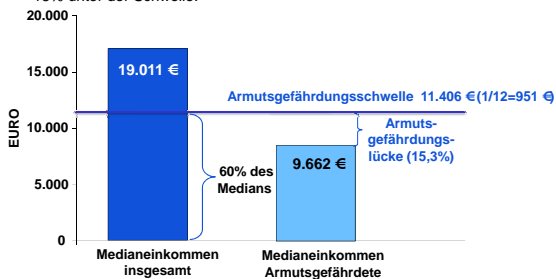 20.000
15.000
10.000
5.000
0
EURO
19.011 €
Armutsgefährdungsschwelle 11.406 € (1/12=951 €)
Armuts-
gefährdungs-
lücke (15,3%)
60% des
Medians
9.662 €
Medianeinkommen
insgesamt
Medianeinkommen
Armutsgefährdete